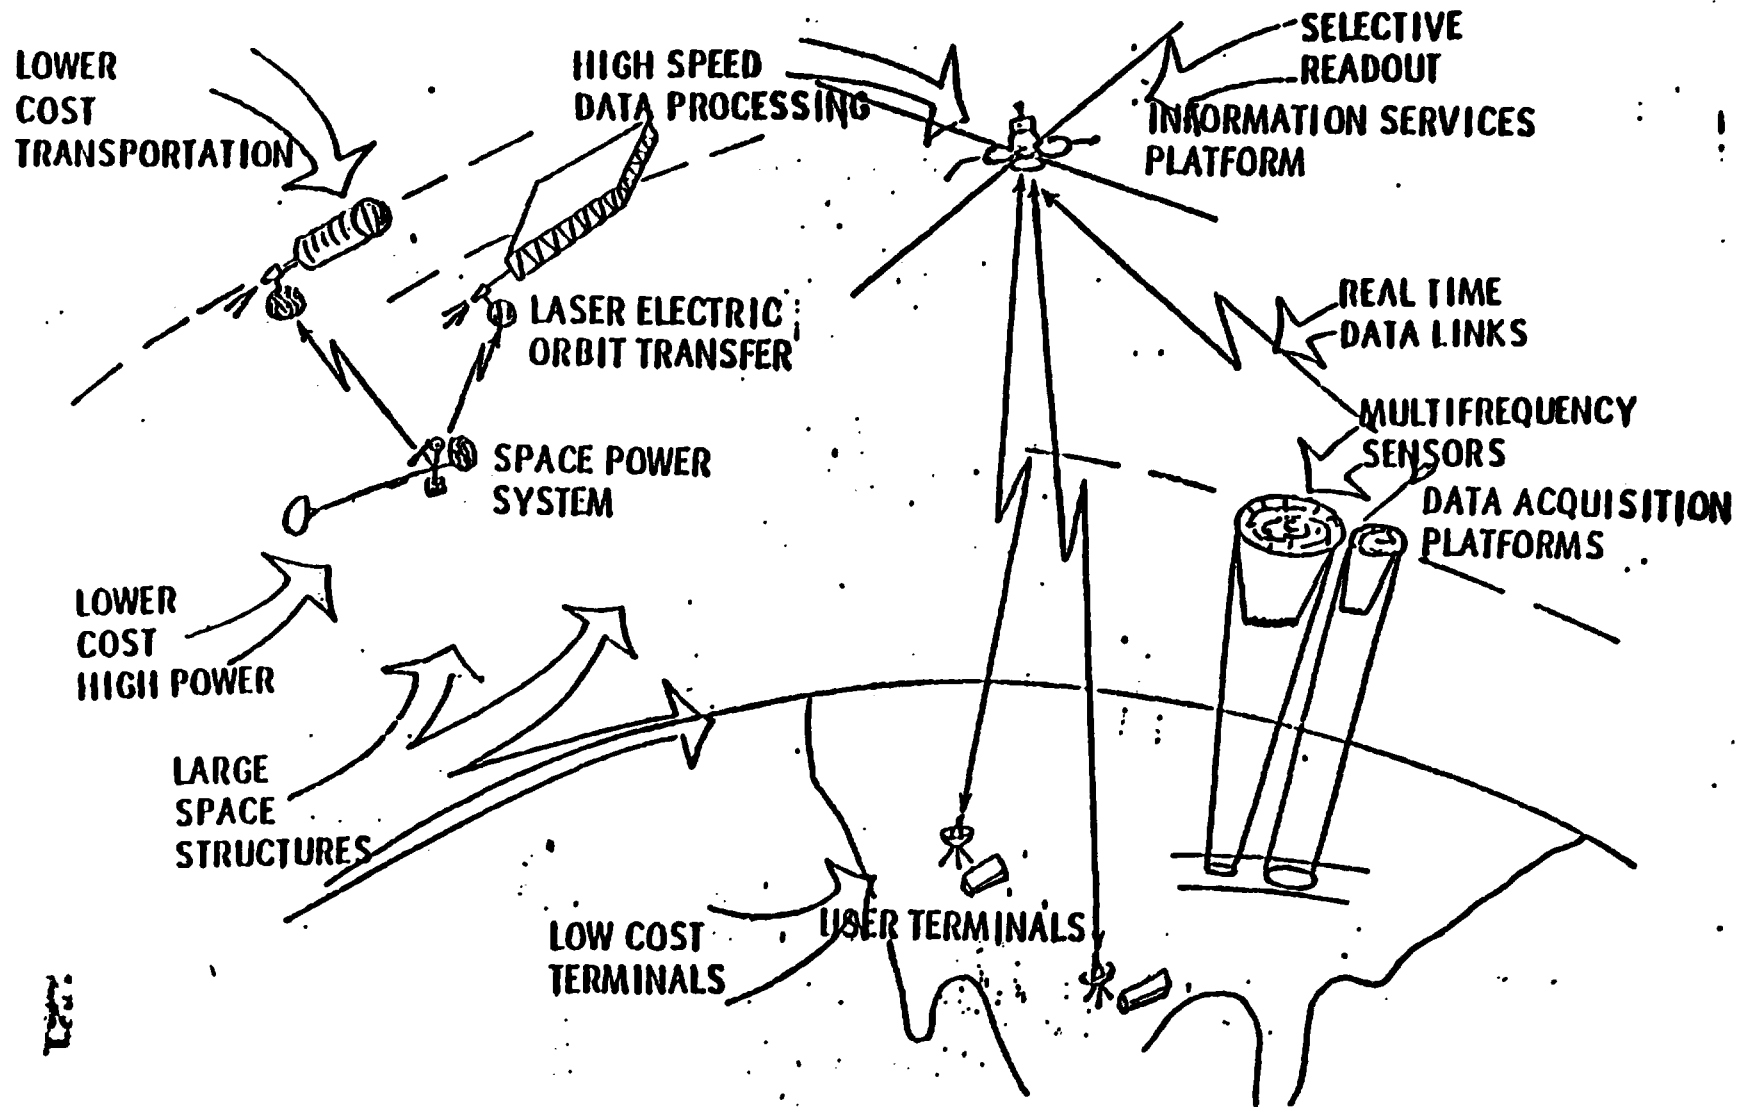 LOWER
COST
TRANSPORTATION
HIGH SPEED
DATA PROCESSING
SELECTIVE
READOUT
INFORMATION SERVICES
PLATFORM
LASER ELECTRIC
ORBIT TRANSFER
REAL TIME
DATA LINKS
SPACE POWER
SYSTEM
MULTIFREQUENCY
SENSORS
DATA ACQUISITION
PLATFORMS
LOWER
COST
HIGH POWER
LARGE
SPACE
STRUCTURES
LOW COST
TERMINALS
USER TERMINALS